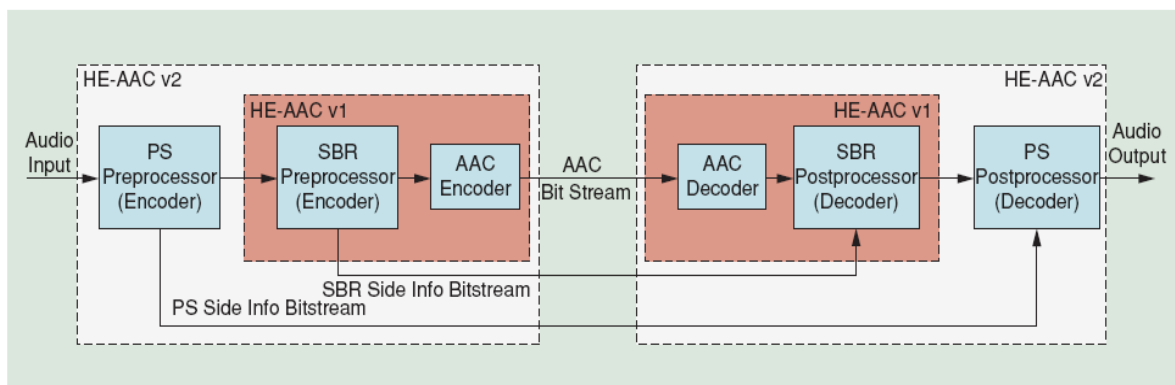 HE-AAC v2
HE-AAC v1
Audio
Input
PS
Preprocessor
(Encoder)
SBR
Preprocessor
(Encoder)
AAC
Encoder
AAC
Bit Stream
SBR Side Info Bitstream
PS Side Info Bitstream
HE-AAC v2
HE-AAC v1
AAC
Decoder
SBR
Postprocessor
(Decoder)
PS
Postprocessor
(Decoder)
Audio
Output